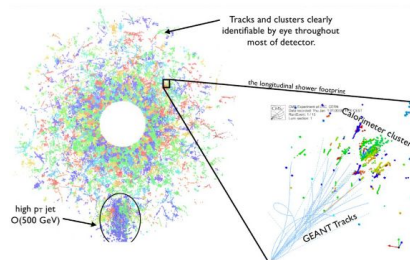 Tracks and clusters clearly
identifiable by eye throughout
most of detector.
the longitudinal shower footprint
Calorimeter clusters
GEANT Tracks
high pT jet
O(500 GeV)